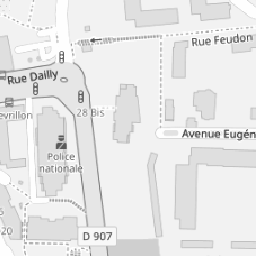 Rue Feudon
Rue Dailly
evrillon
28 Bis
Avenue Eugén
Police
nationale
D 907
20